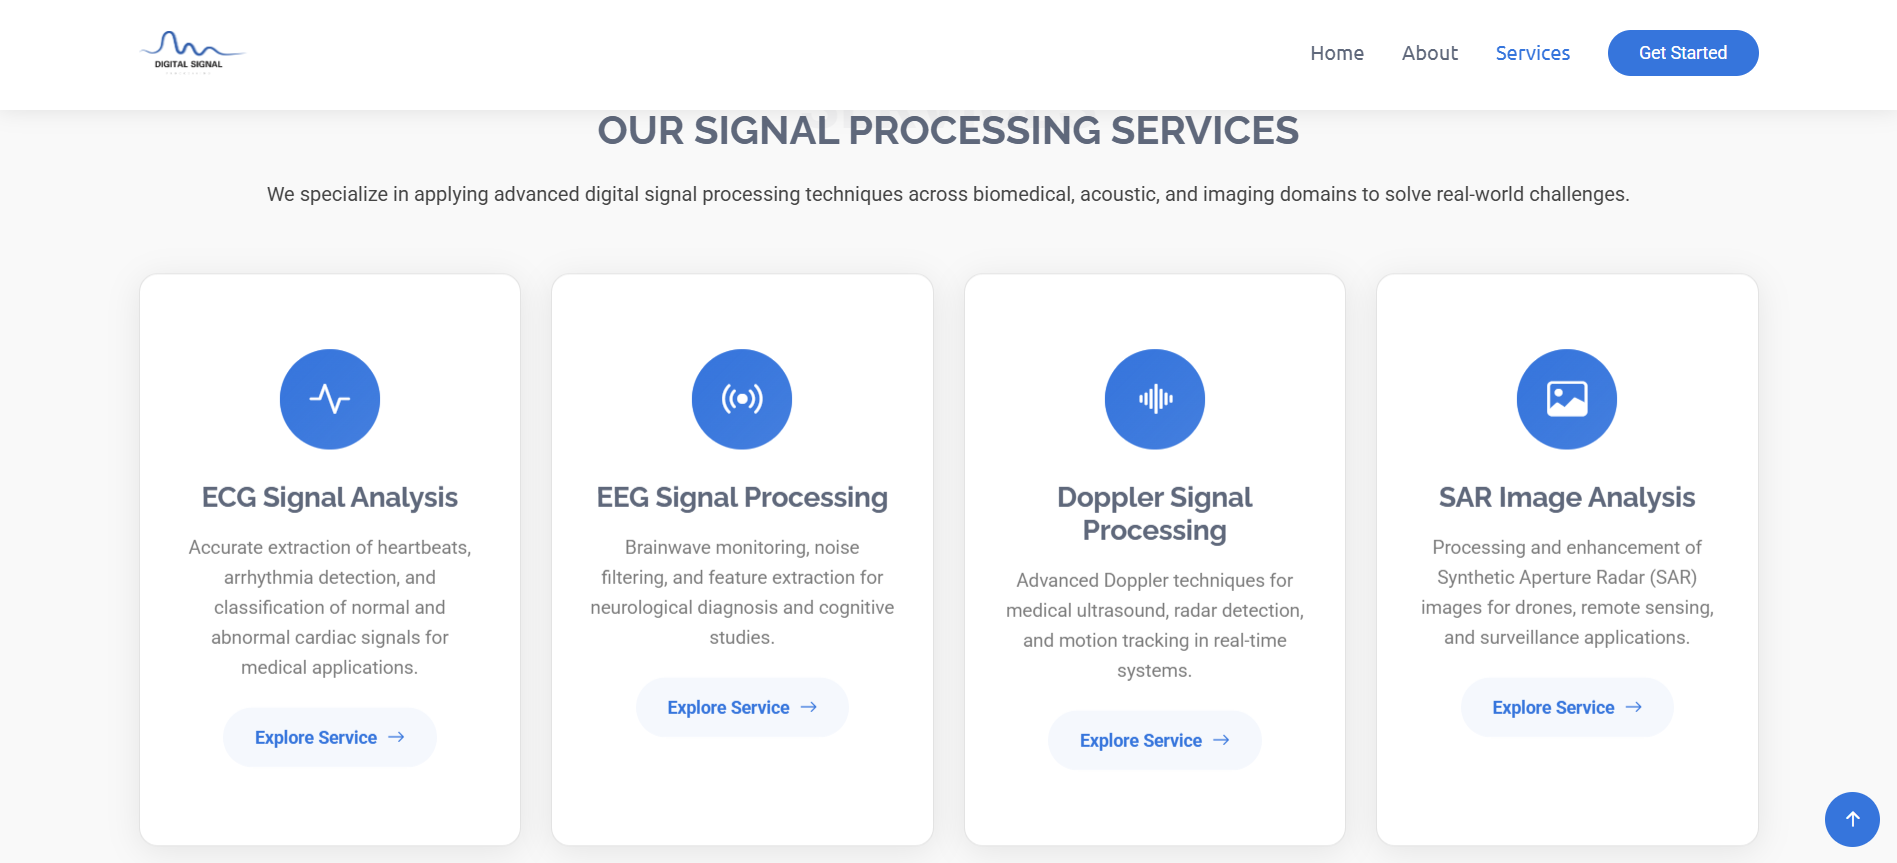 DIGITAL SIGNAL
Home
About
Services
Get Started
OUR SIGNAL PROCESSING SERVICES
We specialize in applying advanced digital signal processing techniques across biomedical, acoustic, and imaging domains to solve real-world challenges.
ECG Signal Analysis
Accurate extraction of heartbeats,
arrhythmia detection, and
classification of normal and
abnormal cardiac signals for
medical applications.
Explore Service
EEG Signal Processing
Brainwave monitoring, noise
filtering, and feature extraction for
neurological diagnosis and cognitive
studies.
Explore Service
Doppler Signal
Processing
Advanced Doppler techniques for
medical ultrasound, radar detection,
and motion tracking in real-time
systems.
Explore Service
SAR Image Analysis
Processing and enhancement of
Synthetic Aperture Radar (SAR)
images for drones, remote sensing,
and surveillance applications.
Explore Service